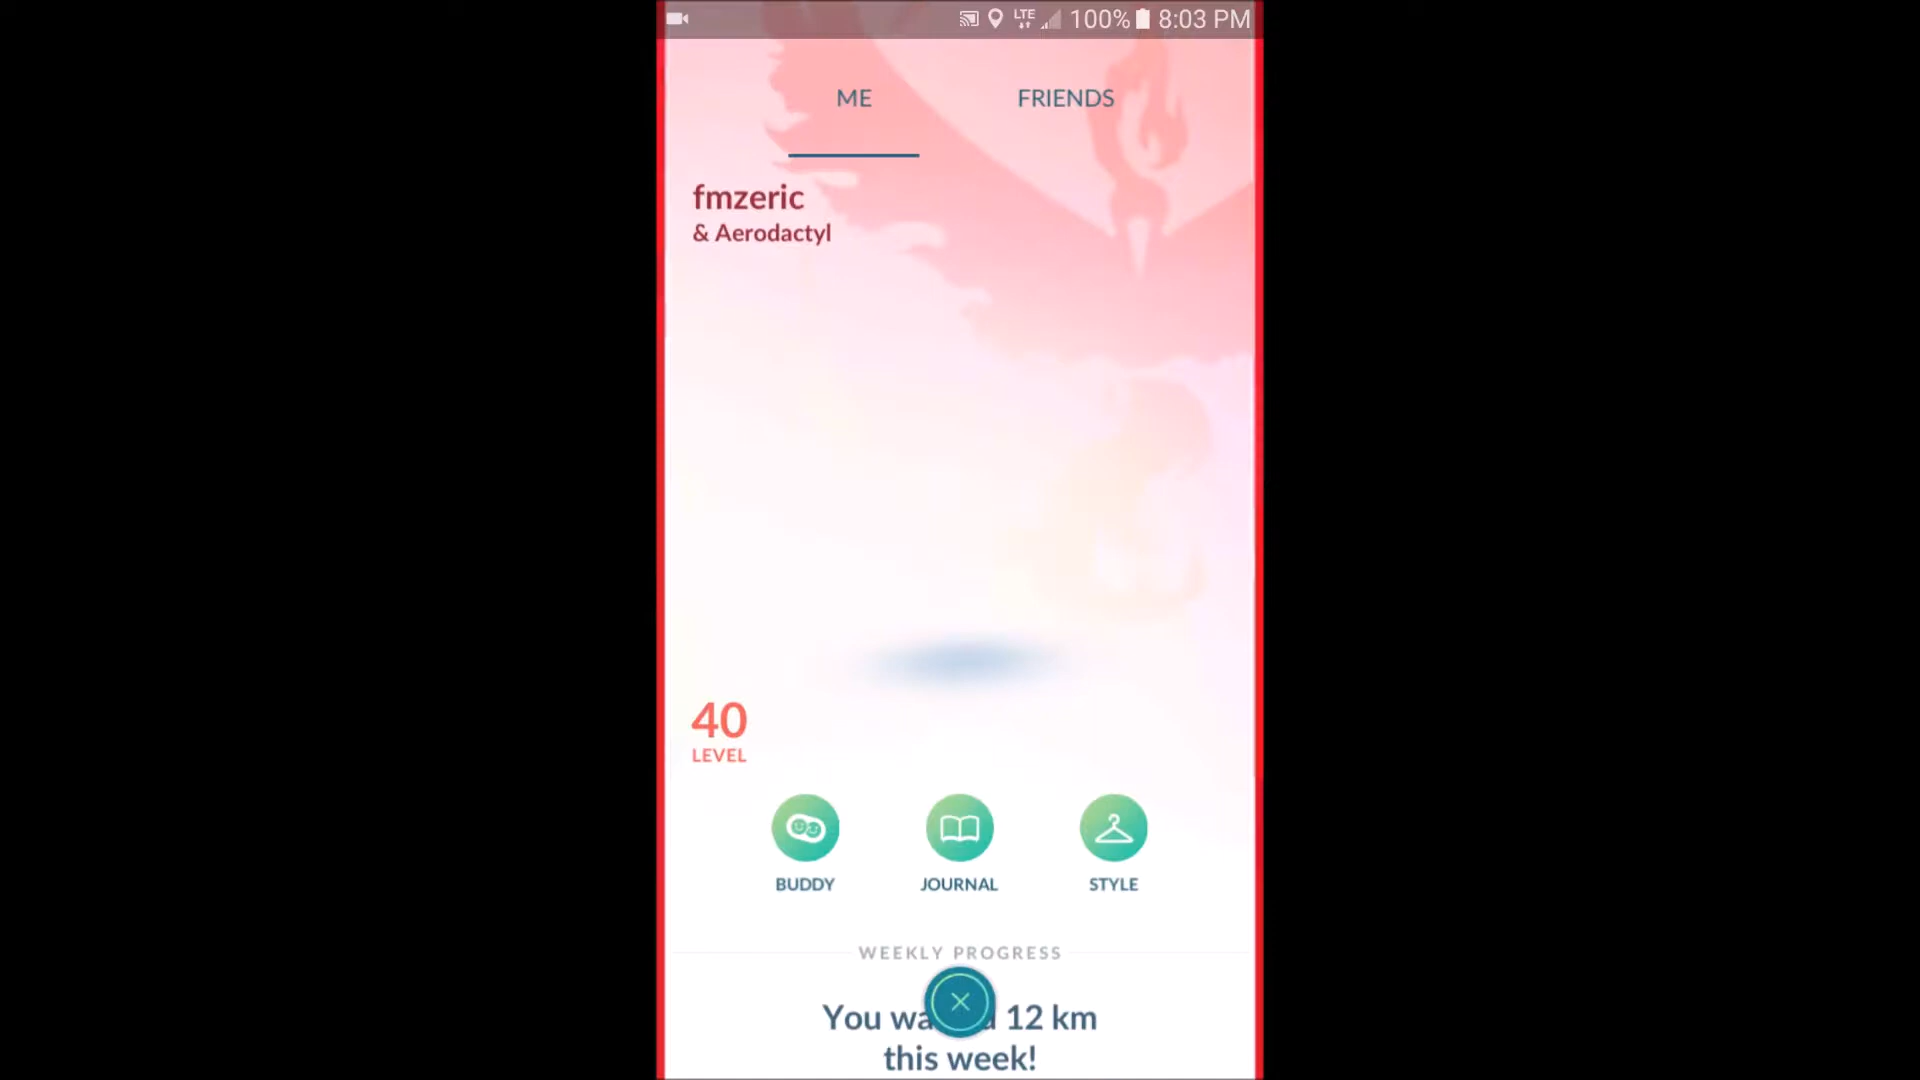 LTE 100% 8:03 PM
ME FRIENDS
fmzeric
& Aerodactyl
40
LEVEL
BUDDY JOURNAL STYLE
WEEKLY PROGRESS
You 12 km
this week!